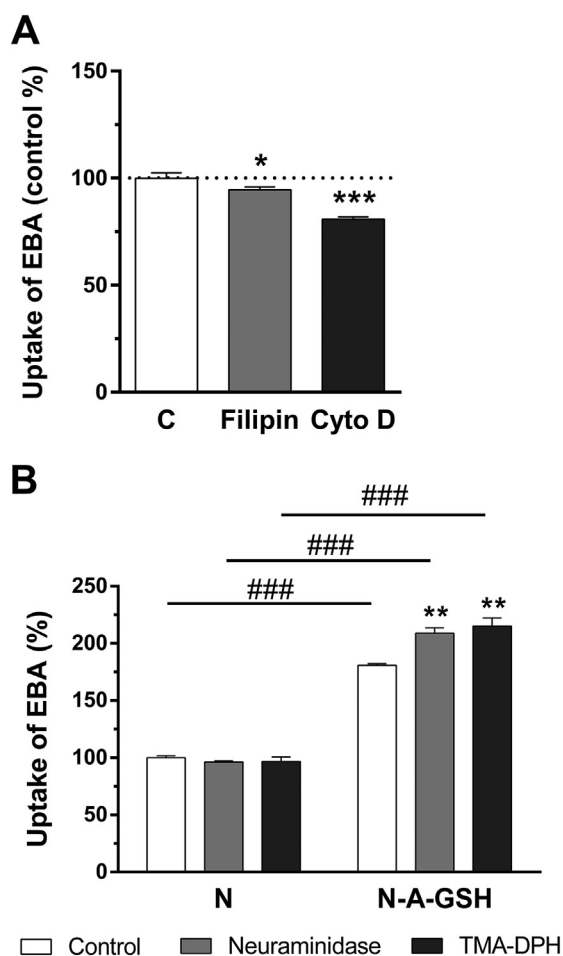 A
Uptake of EBA (control %)
150
100
50
0
*
***
C Filipin Cyto D
B
###
###
###
Uptake of EBA (%)
250
200
150
100
50
0
** **
N N-A-GSH
Control Neuraminidase TMA-DPH